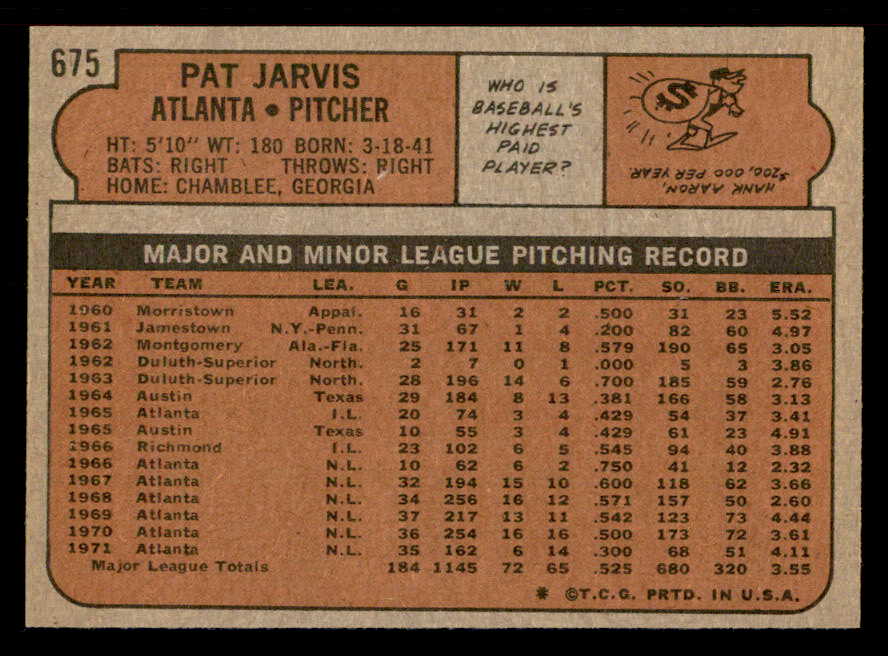 675
PAT JARVIS
ATLANTA • PITCHER
HT: 5'10" WT: 180 BORN: 3-18-41
BATS: RIGHT THROWS: RIGHT
HOME: CHAMBLEE, GEORGIA
WHO IS
BASEBALL'S
HIGHEST
PAID
PLAYER?
$
HANK AARON,
$200,000 PER YEAR.
MAJOR AND MINOR LEAGUE PITCHING RECORD
YEAR TEAM LEA. G IP W L PCT. SO. BB. ERA.
1960 Morristown Appal. 16 31 2 2 .500 31 23 5.52
1961 Jamestown N.Y.-Penn. 31 67 1 4 .200 82 60 4.97
1962 Montgomery Ala.-Fla. 25 171 11 8 .579 190 65 3.05
1962 Duluth-Superior North. 2 7 0 1 .000 5 3 3.86
1963 Duluth-Superior North. 28 196 14 6 .700 185 59 2.76
1964 Austin Texas 29 184 8 13 .381 166 58 3.13
1965 Atlanta I.L. 20 74 3 4 .429 54 37 3.41
1965 Austin Texas 10 55 3 4 .429 61 23 4.91
1966 Richmond I.L. 23 102 6 5 .545 94 40 3.88
1966 Atlanta N.L. 10 62 6 2 .750 41 12 2.32
1967 Atlanta N.L. 32 194 15 10 .600 118 62 3.66
1968 Atlanta N.L. 34 256 16 12 .571 157 50 2.60
1969 Atlanta N.L. 37 217 13 11 .542 123 73 4.44
1970 Atlanta N.L. 36 254 16 16 .500 173 72 3.61
1971 Atlanta N.L. 35 162 6 14 .300 68 51 4.11
Major League Totals 184 1145 72 65 .525 680 320 3.55
* ©T.C.G. PRTD. IN U.S.A.